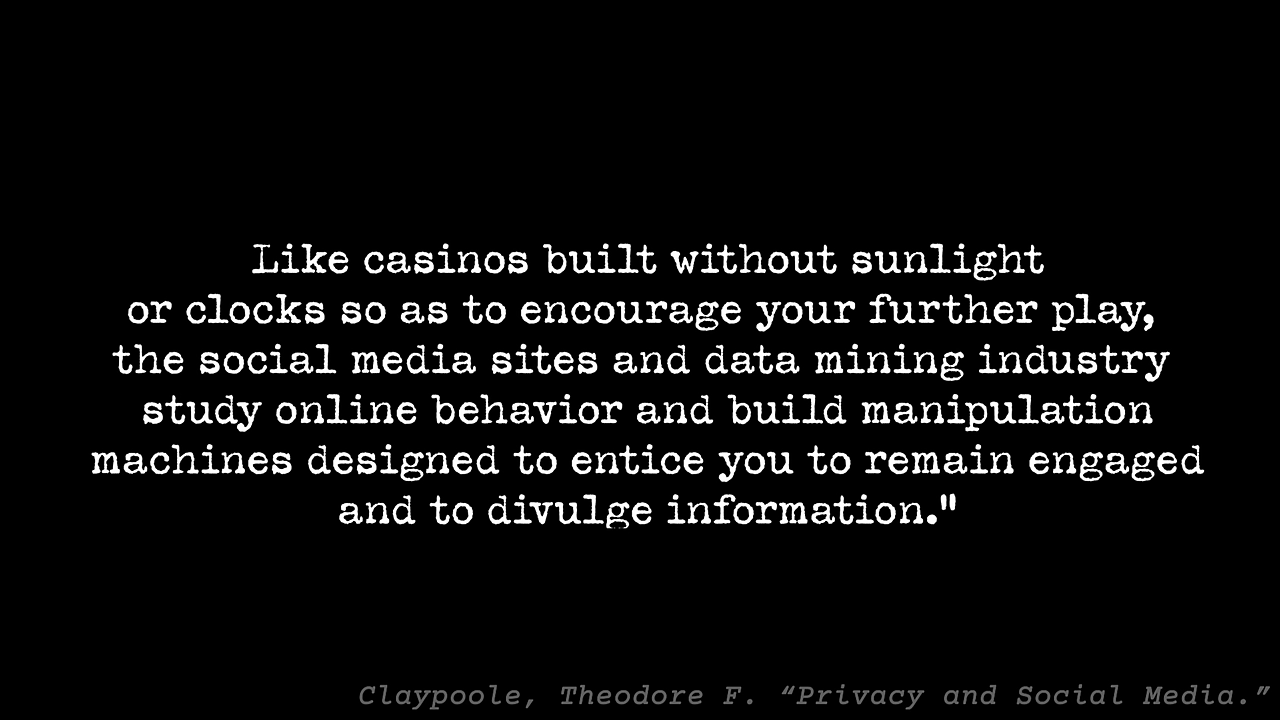 Like casinos built without sunlight
or clocks so as to encourage your further play,
the social media sites and data mining industry
study online behavior and build manipulation
machines designed to entice you to remain engaged
and to divulge information."
Claypoole, Theodore F. “Privacy and Social Media.”